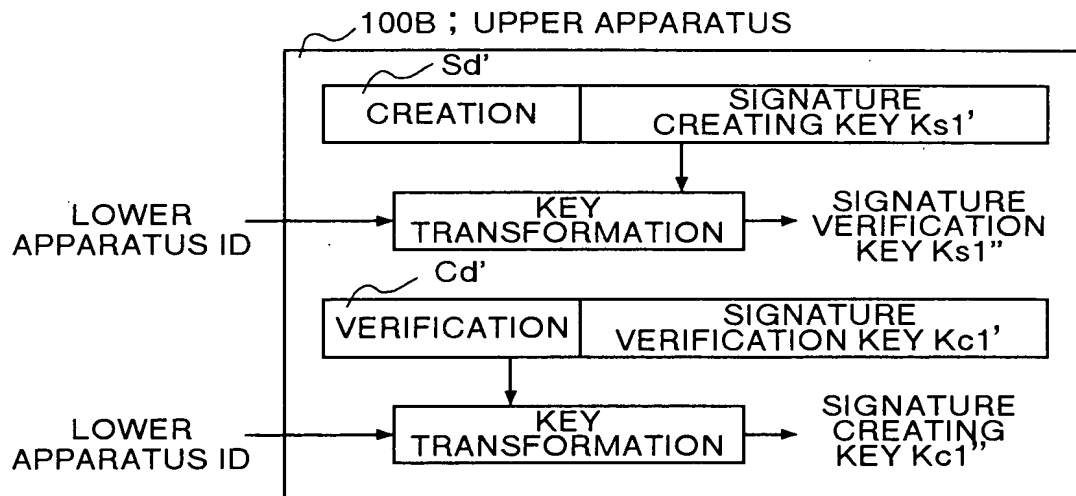 100B ; UPPER APPARATUS
Sd'
CREATION
SIGNATURE
CREATING KEY Ks1'
LOWER
APPARATUS ID
KEY
TRANSFORMATION
SIGNATURE
VERIFICATION
KEY Ks1"
Cd'
VERIFICATION
SIGNATURE
VERIFICATION KEY Kc1'
LOWER
APPARATUS ID
KEY
TRANSFORMATION
SIGNATURE
CREATING
KEY Kc1"